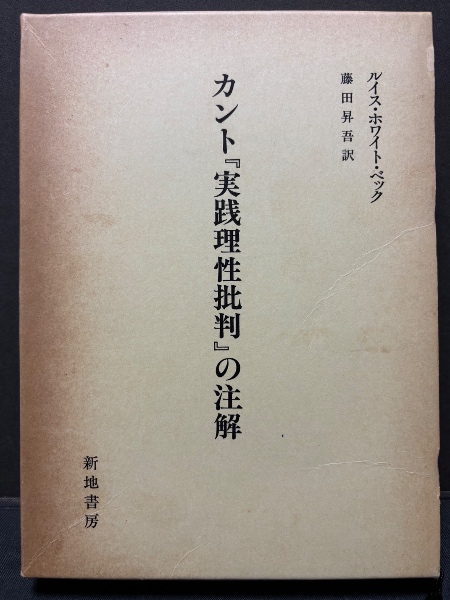 ルイス・ホワイト・ベック
藤田昇吾訳
カント『実践理性批判』の注解
新地書房